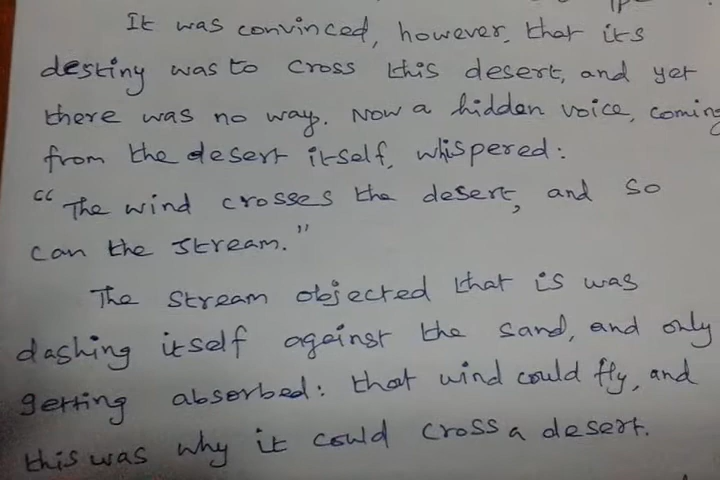 It was convinced, however, that its
destiny was to cross this desert, and yet
there was no way. Now a hidden voice, coming
from the desert itself, whispered:
"The wind crosses the desert, and so
can the stream."
The stream objected that is was
dashing itself against the sand, and only
getting absorbed: that wind could fly, and
this was why it could cross a desert.